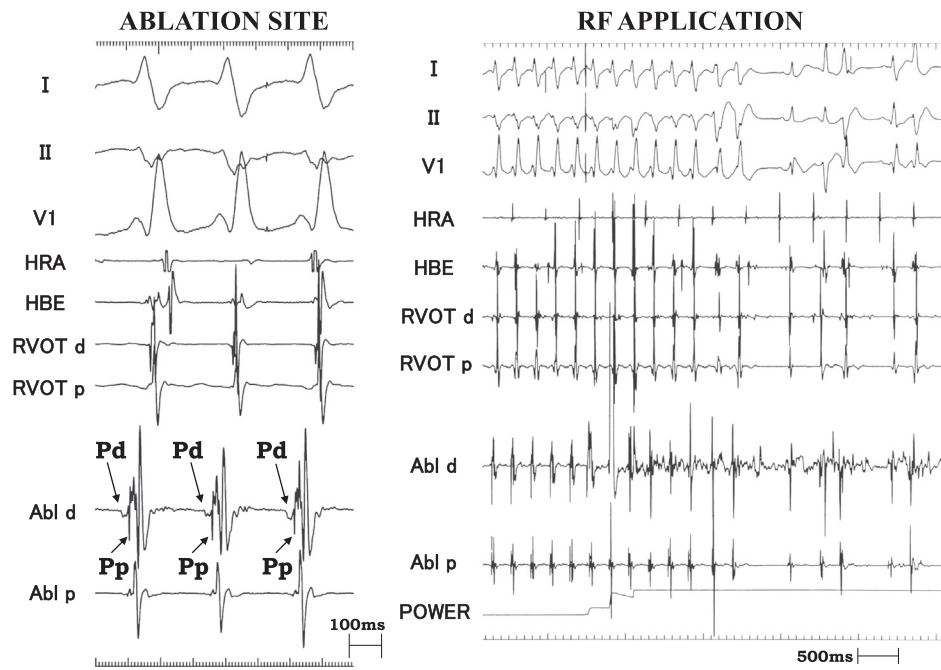 ABLATION SITE
I
II
V1
HRA
HBE
RVOT d
RVOT p
Pd Pd Pd
Abl d
Pp Pp Pp
Abl p
100ms
RF APPLICATION
I
II
V1
HRA
HBE
RVOT d
RVOT p
Abl d
Abl p
POWER
500ms